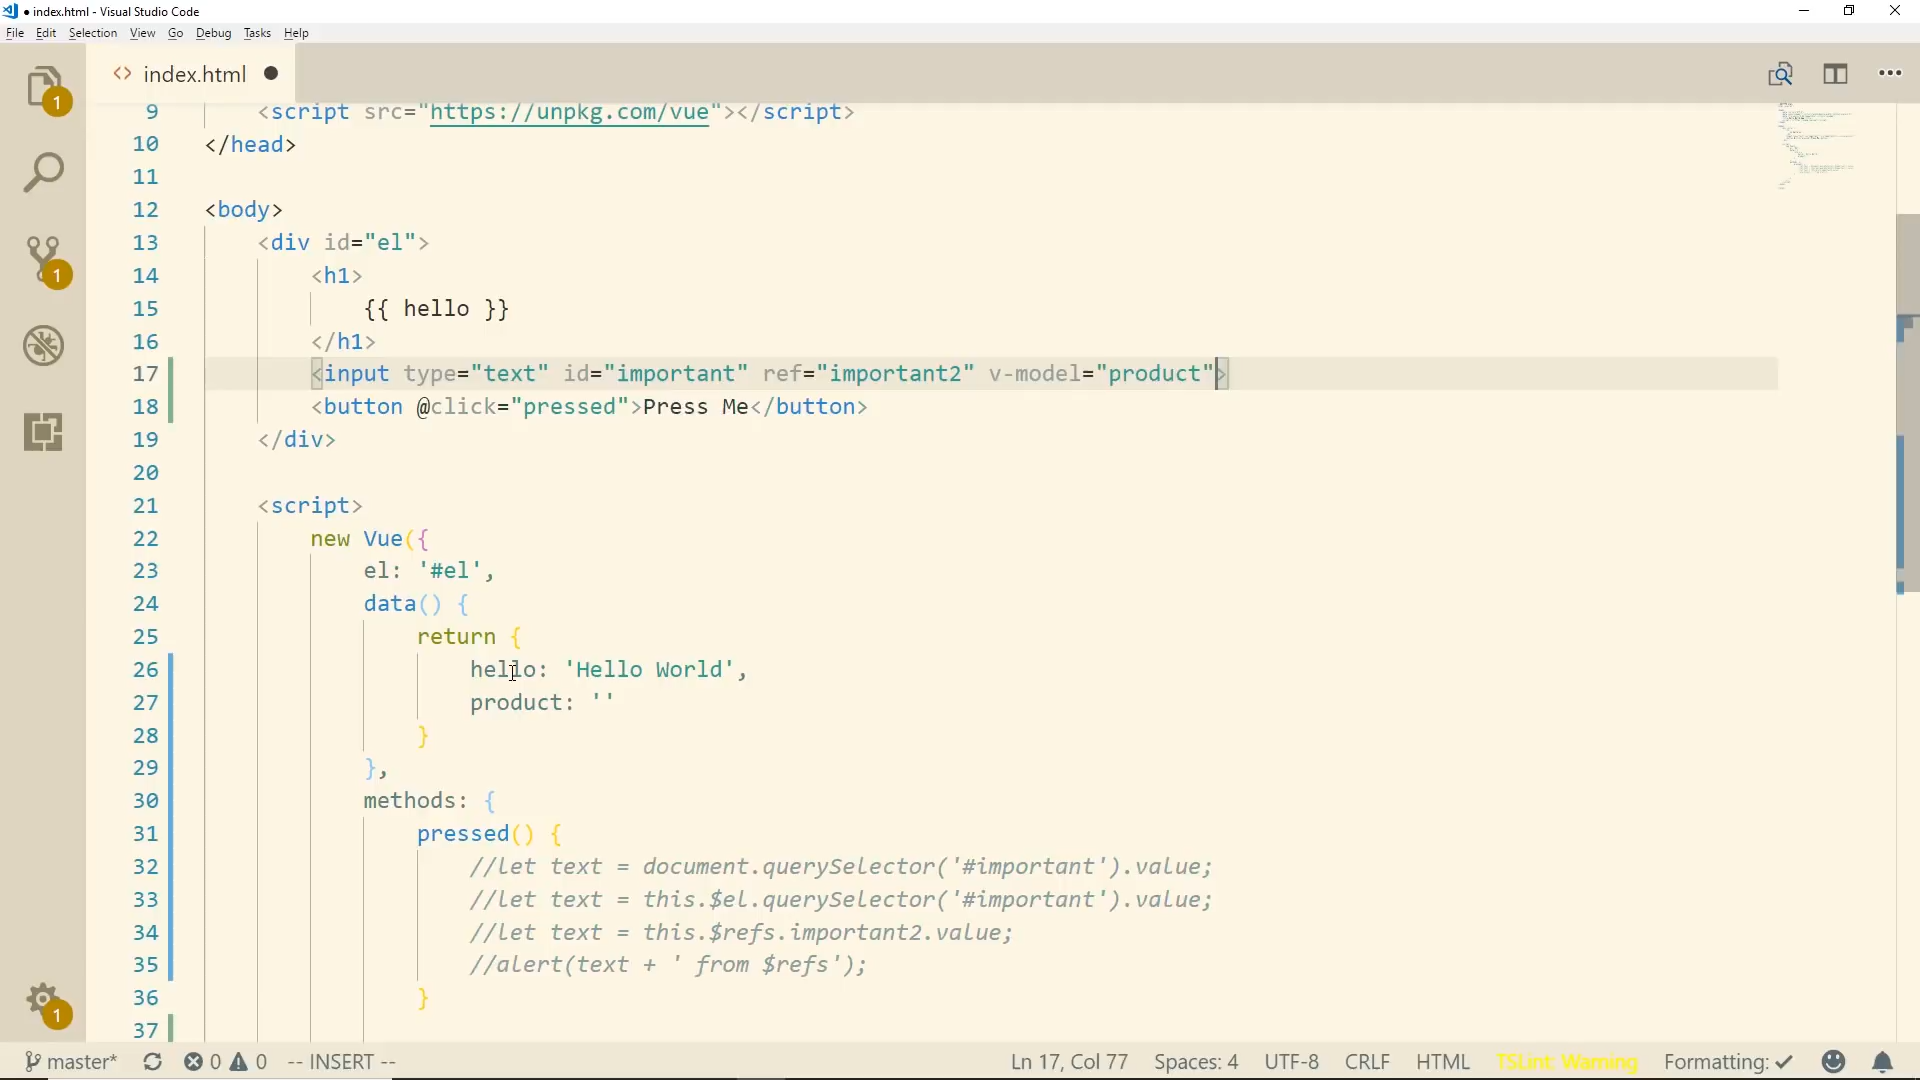 index.html - Visual Studio Code
File Edit Selection View Go Debug Tasks Help
1
<> index.html
9 <script src="https://unpkg.com/vue"></script>
10 </head>
11
12 <body>
13 <div id="el">
14 <h1>
15 {{ hello }}
16 </h1>
17 <input type="text" id="important" ref="important2" v-model="product">
18 <button @click="pressed">Press Me</button>
19 </div>
20
21 <script>
22 new Vue({
23 el: '#el',
24 data() {
25 return {
26 hello: 'Hello World',
27 product: ''
28 }
29 },
30 methods: {
31 pressed() {
32 //let text = document.querySelector('#important').value;
33 //let text = this.$el.querySelector('#important').value;
34 //let text = this.$refs.important2.value;
35 //alert(text + ' from $refs');
36 }
37
1
1
master* 0 0 -- INSERT -- Ln 17, Col 77 Spaces: 4 UTF-8 CRLF HTML TSLint: Warning Formatting: ✓